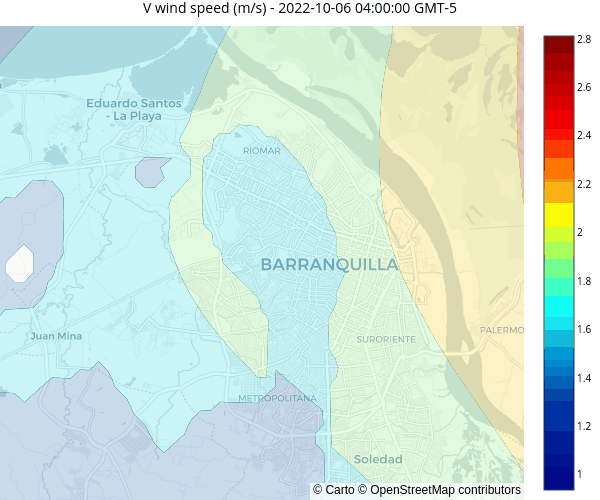 V wind speed (m/s) - 2022-10-06 04:00:00 GMT-5
2.8
2.6
2.4
2.2
2
1.8
1.6
1.4
1.2
1
Eduardo Santos
- La Playa
RIOMAR
BARRANQUILLA
Juan Mina
SURORIENTE
PALERMO
METROPOLITANA
Soledad
© Carto © OpenStreetMap contributors